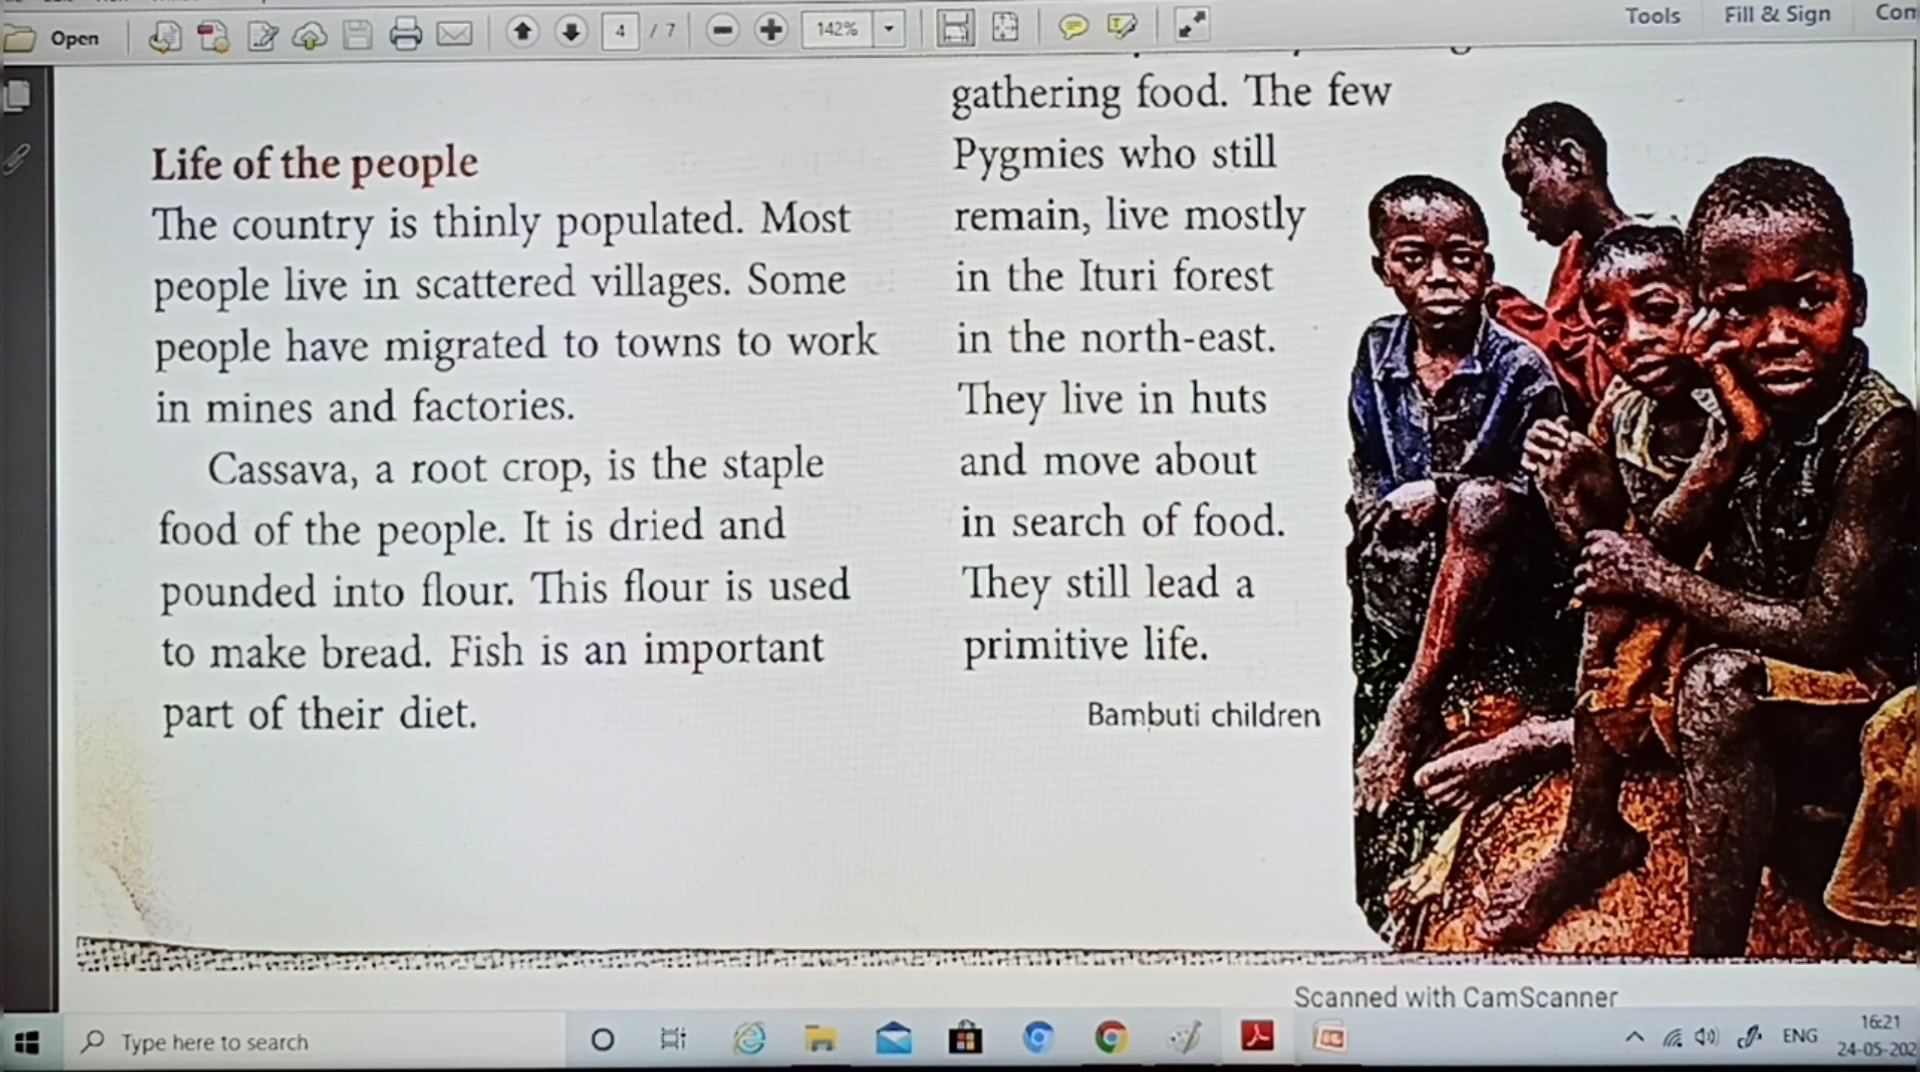 Open
4 / 7
142%
Tools
Fill & Sign
Life of the people
The country is thinly populated. Most
people live in scattered villages. Some
people have migrated to towns to work
in mines and factories.
Cassava, a root crop, is the staple
food of the people. It is dried and
pounded into flour. This flour is used
to make bread. Fish is an important
part of their diet.
gathering food. The few
Pygmies who still
remain, live mostly
in the Ituri forest
in the north-east.
They live in huts
and move about
in search of food.
They still lead a
primitive life.
Bambuti children
Scanned with CamScanner
Type here to search
ENG
16:21
24-05-202